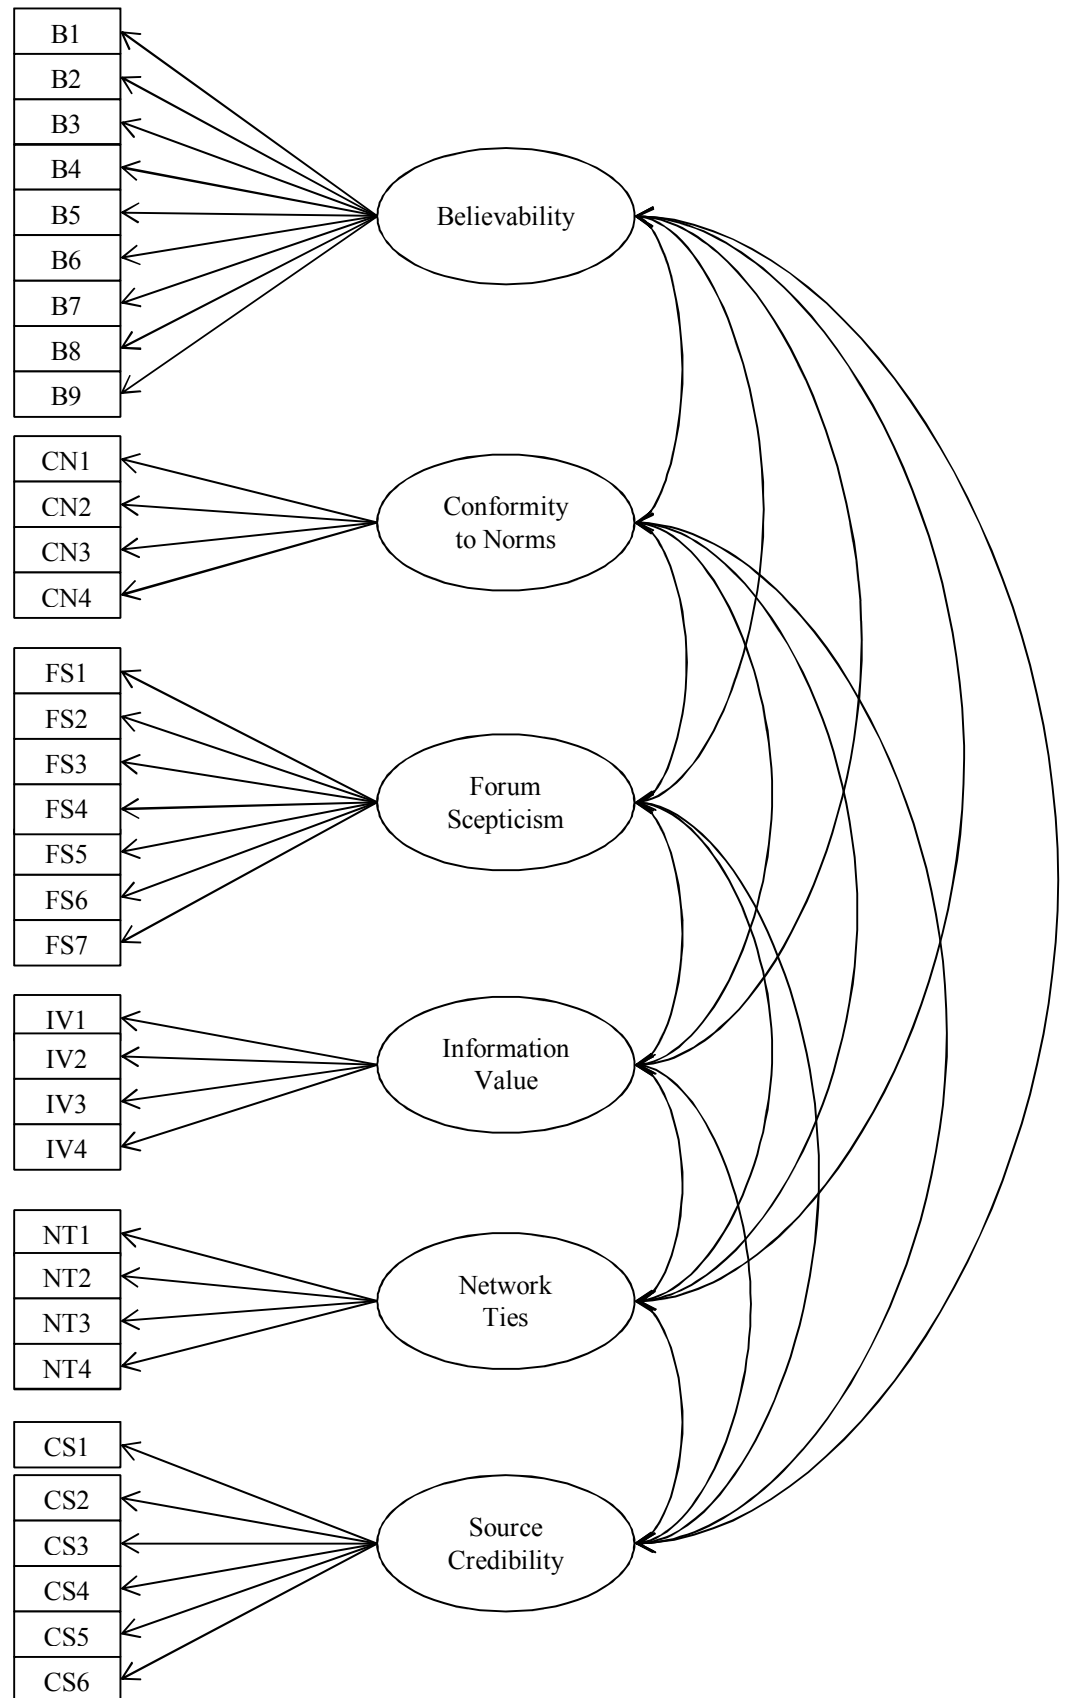 B1
B2
B3
B4
B5
B6
B7
B8
B9
Believability
CN1
CN2
CN3
CN4
Conformity
to Norms
FS1
FS2
FS3
FS4
FS5
FS6
FS7
Forum
Scepticism
IV1
IV2
IV3
IV4
Information
Value
NT1
NT2
NT3
NT4
Network
Ties
CS1
CS2
CS3
CS4
CS5
CS6
Source
Credibility